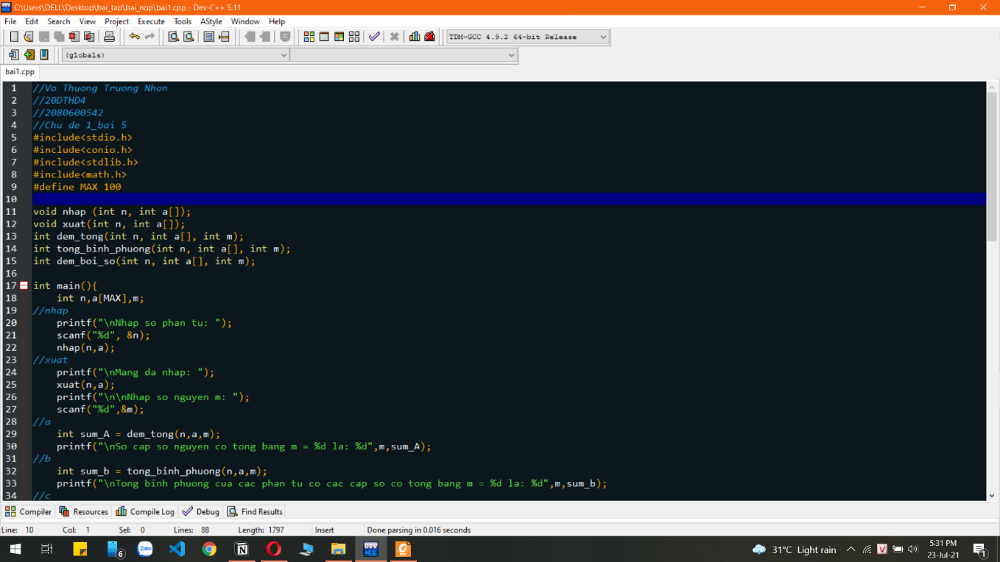 C:\Users\DELL\Desktop\bai_tap\bai_nop\bai1.cpp - Dev-C++ 5.11
File Edit Search View Project Execute Tools AStyle Window Help
TDM-GCC 4.9.2 64-bit Release
(globals)
bai1.cpp
1 //Vo Thuong Truong Nhon
2 //20DTHD4
3 //2080600542
4 //Chu de 1_bai 5
5 #include<stdio.h>
6 #include<conio.h>
7 #include<stdlib.h>
8 #include<math.h>
9 #define MAX 100
10
11 void nhap (int n, int a[]);
12 void xuat(int n, int a[]);
13 int dem_tong(int n, int a[], int m);
14 int tong_binh_phuong(int n, int a[], int m);
15 int dem_boi_so(int n, int a[], int m);
16
17 int main(){
18 int n,a[MAX],m;
19 //nhap
20 printf("\nNhap so phan tu: ");
21 scanf("%d", &n);
22 nhap(n,a);
23 //xuat
24 printf("\nMang da nhap: ");
25 xuat(n,a);
26 printf("\n\nNhap so nguyen m: ");
27 scanf("%d",&m);
28 //a
29 int sum_A = dem_tong(n,a,m);
30 printf("\nSo cap so nguyen co tong bang m = %d la: %d",m,sum_A);
31 //b
32 int sum_b = tong_binh_phuong(n,a,m);
33 printf("\nTong binh phuong cua cac phan tu co cac cap so co tong bang m = %d la: %d",m,sum_b);
34 //c
Compiler Resources Compile Log Debug Find Results
Line: 10 Col: 1 Sel: 0 Lines: 88 Length: 1797 Insert Done parsing in 0.016 seconds
6 Zalo DEV PDF 31°C Light rain V 5:31 PM 1
23-Jul-21